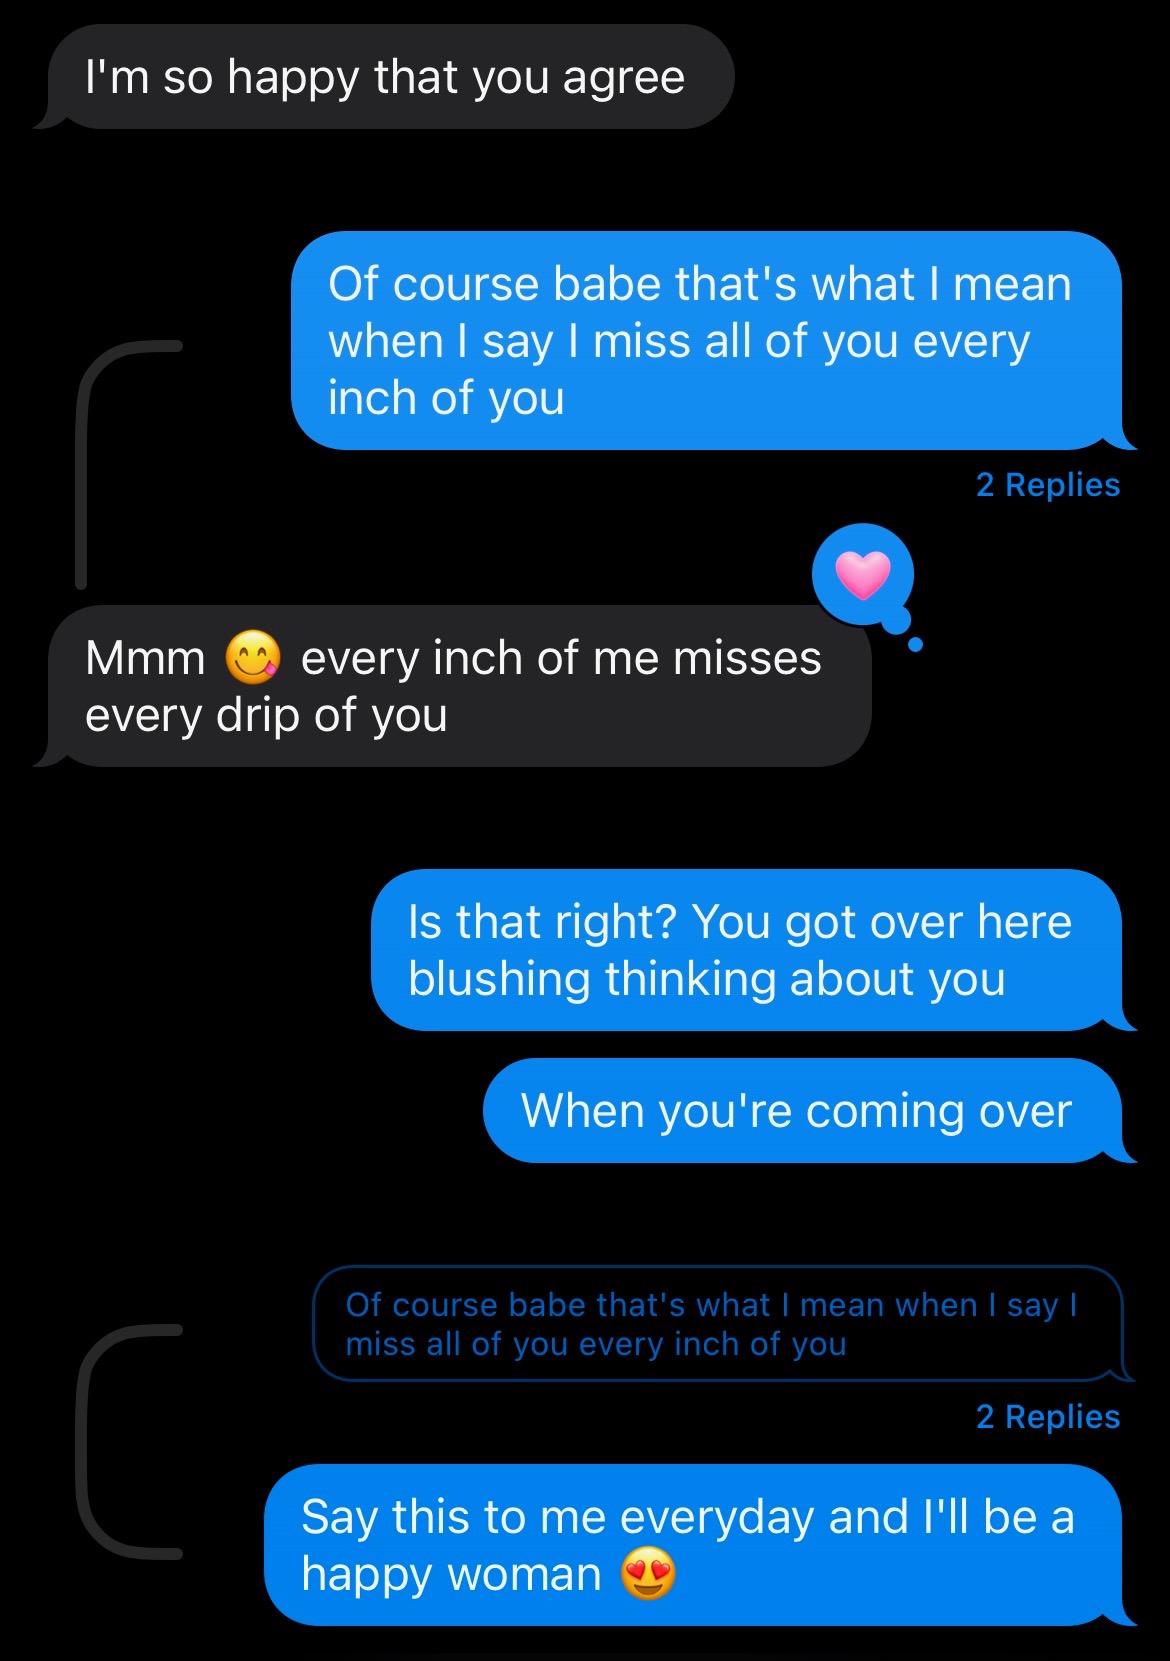 I'm so happy that you agree
Of course babe that's what I mean
when I say I miss all of you every
inch of you
2 Replies
Mmm 😋 every inch of me misses
every drip of you
Is that right? You got over here
blushing thinking about you
When you're coming over
Of course babe that's what I mean when I say I
miss all of you every inch of you
2 Replies
Say this to me everyday and I'll be a
happy woman 😍